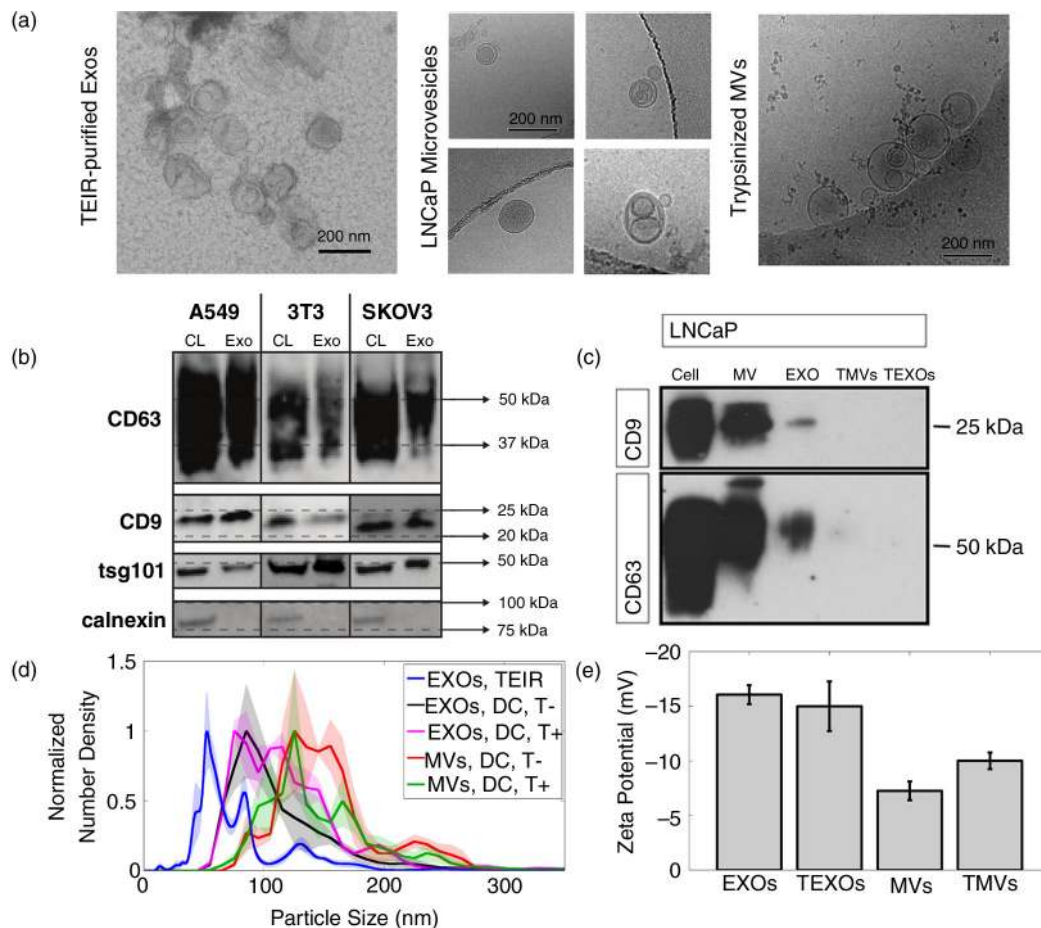 (a)
TEIR-purified Exos
200 nm
LNCaP Microvesicles
200 nm
Trypsinized MVs
200 nm
(b)
A549 3T3 SKOV3
CL Exo CL Exo CL Exo
CD63
50 kDa
37 kDa
CD9
25 kDa
20 kDa
tsg101
50 kDa
calnexin
100 kDa
75 kDa
(c)
LNCaP
Cell MV EXO TMVs TEXOs
CD9
25 kDa
CD63
50 kDa
(d)
Normalized
Number Density
1.5
1
0.5
0
0 100 200 300
Particle Size (nm)
EXOs, TEIR
EXOs, DC, T-
EXOs, DC, T+
MVs, DC, T-
MVs, DC, T+
(e)
Zeta Potential (mV)
−20
−15
−10
−5
0
EXOs TEXOs MVs TMVs